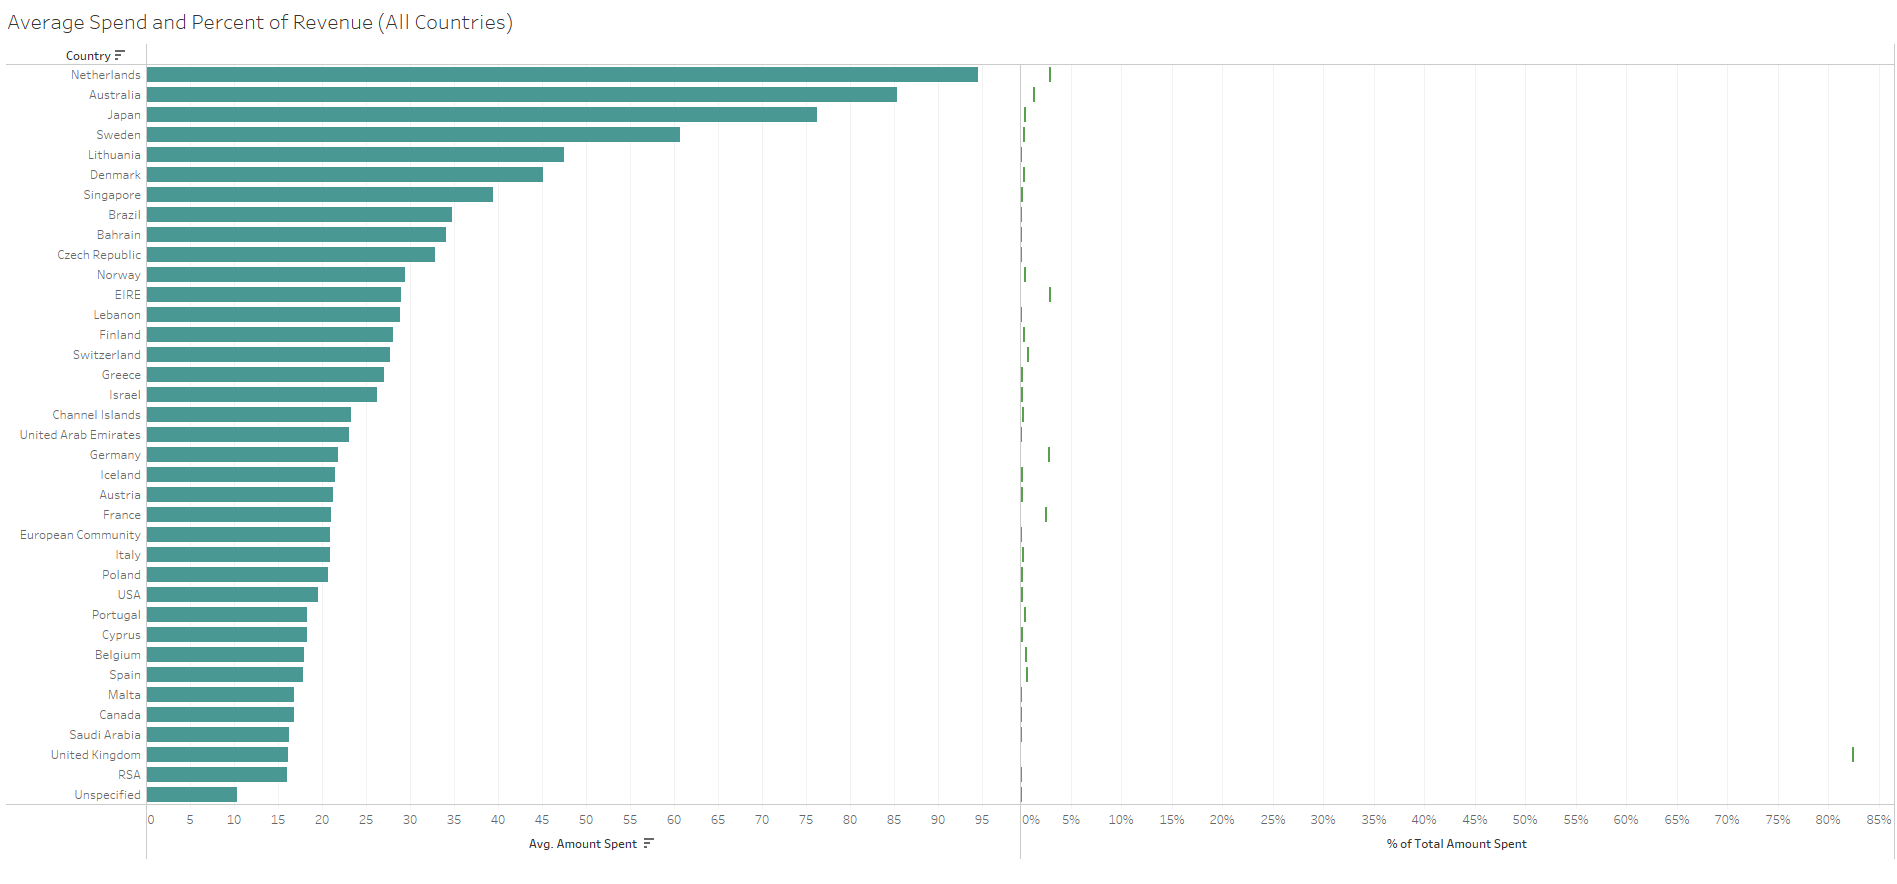 Average Spend and Percent of Revenue (All Countries)
Country
Netherlands
Australia
Japan
Sweden
Lithuania
Denmark
Singapore
Brazil
Bahrain
Czech Republic
Norway
EIRE
Lebanon
Finland
Switzerland
Greece
Israel
Channel Islands
United Arab Emirates
Germany
Iceland
Austria
France
European Community
Italy
Poland
USA
Portugal
Cyprus
Belgium
Spain
Malta
Canada
Saudi Arabia
United Kingdom
RSA
Unspecified
0 5 10 15 20 25 30 35 40 45 50 55 60 65 70 75 80 85 90 95 0% 5% 10% 15% 20% 25% 30% 35% 40% 45% 50% 55% 60% 65% 70% 75% 80% 85%
Avg. Amount Spent % of Total Amount Spent